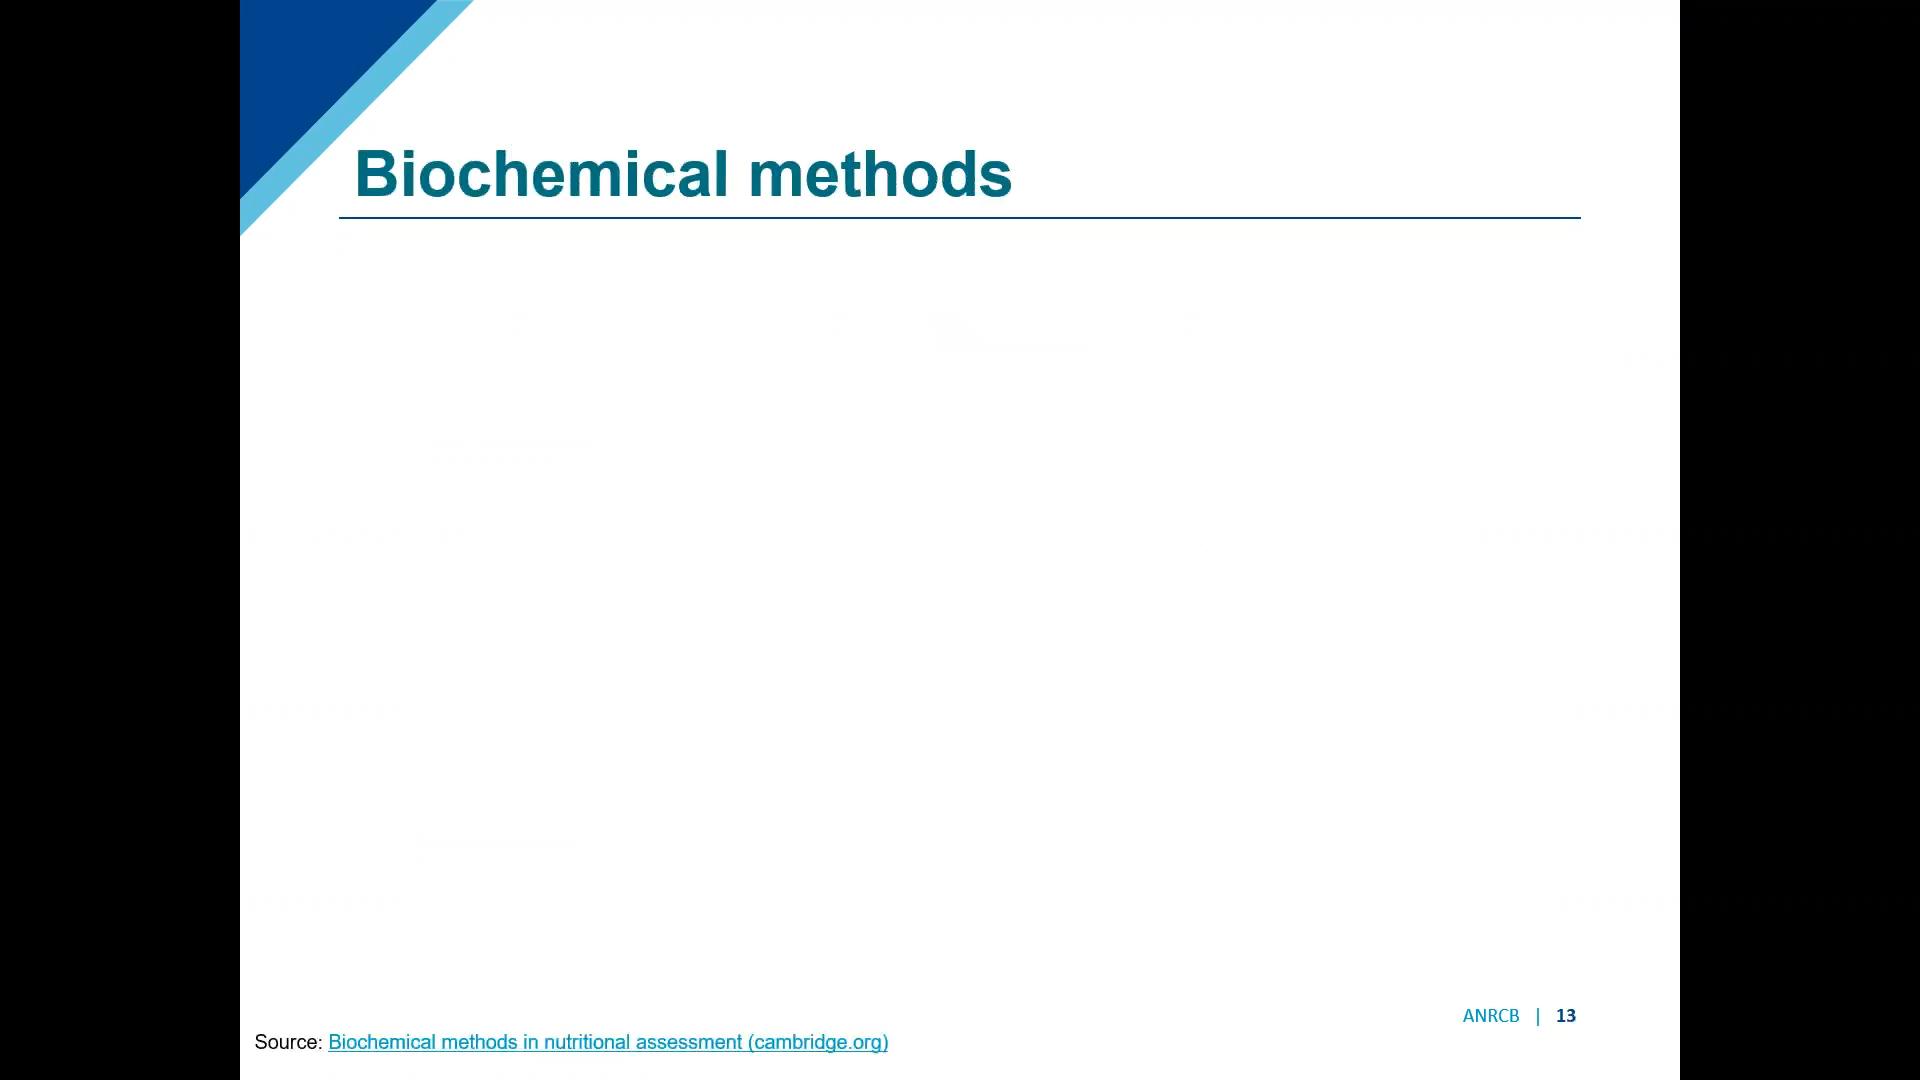 Biochemical methods
ANRCB | 13
Source: Biochemical methods in nutritional assessment (cambridge.org)